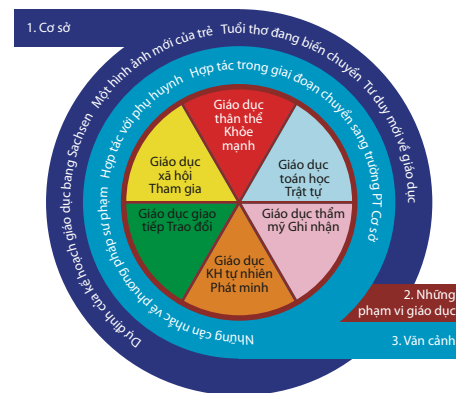 1. Cơ sở
Dự định của kế hoạch giáo dục bang Sachsen
Một hình ảnh mới của trẻ
Tuổi thơ đang biến chuyển
Tư duy mới về giáo dục
Những cân nhắc về phương pháp sư phạm
Hợp tác với phụ huynh
Hợp tác trong giai đoạn chuyển sang trường PT Cơ sở
Giáo dục
thân thể
Khỏe
mạnh
Giáo dục
xã hội
Tham gia
Giáo dục
toán học
Trật tự
Giáo dục giao
tiếp Trao đổi
Giáo dục thẩm
mỹ Ghi nhận
Giáo dục
KH tự nhiên
Phát minh
2. Những
phạm vi giáo dục
3. Văn cảnh